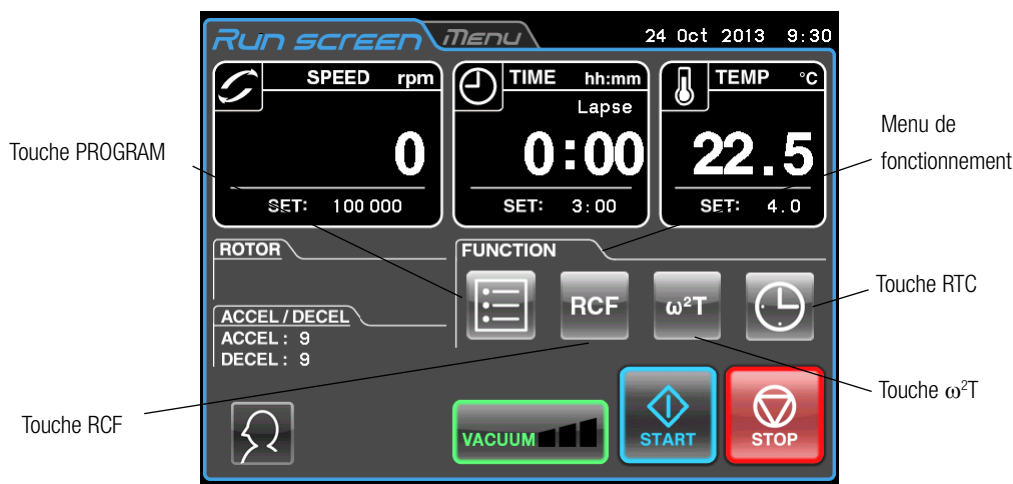 Run screen Menu 24 Oct 2013 9:30
SPEED rpm
0
SET: 100 000
TIME hh:mm
Lapse
0:00
SET: 3:00
TEMP °C
22.5
SET: 4.0
Touche PROGRAM
Menu de
fonctionnement
ROTOR
FUNCTION
RCF
ω²T
Touche RTC
ACCEL/DECEL
ACCEL: 9
DECEL: 9
Touche ω²T
Touche RCF
VACUUM
START
STOP